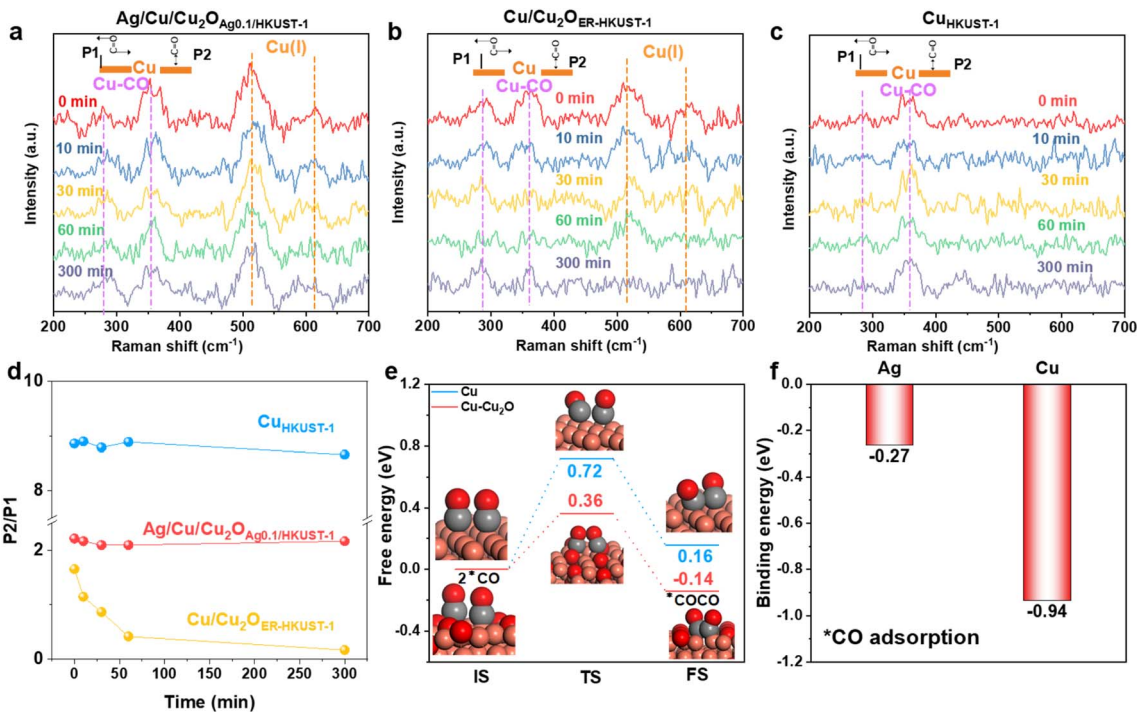 a
Ag/Cu/Cu₂O_Ag0.1/HKUST-1
P1
C=O
C=O
P2
Cu
Cu(I)
Cu-CO
0 min
10 min
30 min
60 min
300 min
Intensity (a.u.)
200 300 400 500 600 700
Raman shift (cm⁻¹)
b
Cu/Cu₂O_ER-HKUST-1
P1
C=O
C=O
P2
Cu
Cu(I)
Cu-CO
0 min
10 min
30 min
60 min
300 min
Intensity (a.u.)
200 300 400 500 600 700
Raman shift (cm⁻¹)
c
Cu_HKUST-1
P1
C=O
C=O
P2
Cu
Cu-CO
0 min
10 min
30 min
60 min
300 min
Intensity (a.u.)
200 300 400 500 600 700
Raman shift (cm⁻¹)
d
10
8
2
0
P2/P1
Cu_HKUST-1
Ag/Cu/Cu₂O_Ag0.1/HKUST-1
Cu/Cu₂O_ER-HKUST-1
0 50 100 150 200 250 300
Time (min)
e
Cu
Cu-Cu₂O
1.2
0.8
0.4
0.0
-0.4
Free energy (eV)
0.72
0.36
0.16
-0.14
2*CO
*COCO
IS TS FS
f
Ag Cu
0.0
-0.2
-0.4
-0.6
-0.8
-1.0
-1.2
Binding energy (eV)
-0.27
-0.94
*CO adsorption